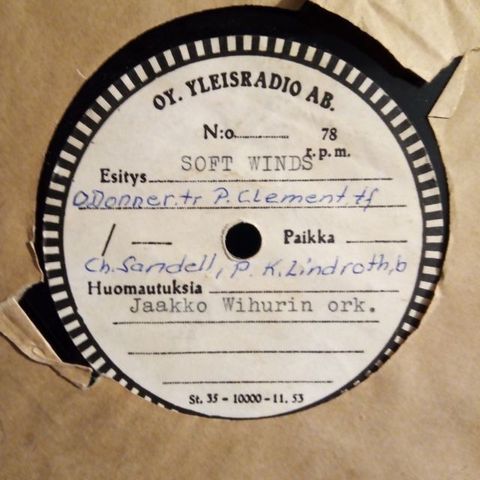 OY. YLEISRADIO AB.
N:o 78
r.p.m.
Esitys SOFT WINDS
O.Donner.tr P.Clement tf
/ — Paikka
Ch.Sandell, p. K.Lindroth, b
Huomautuksia
Jaakko Wihurin ork.
St. 35 - 10000 - 11. 53